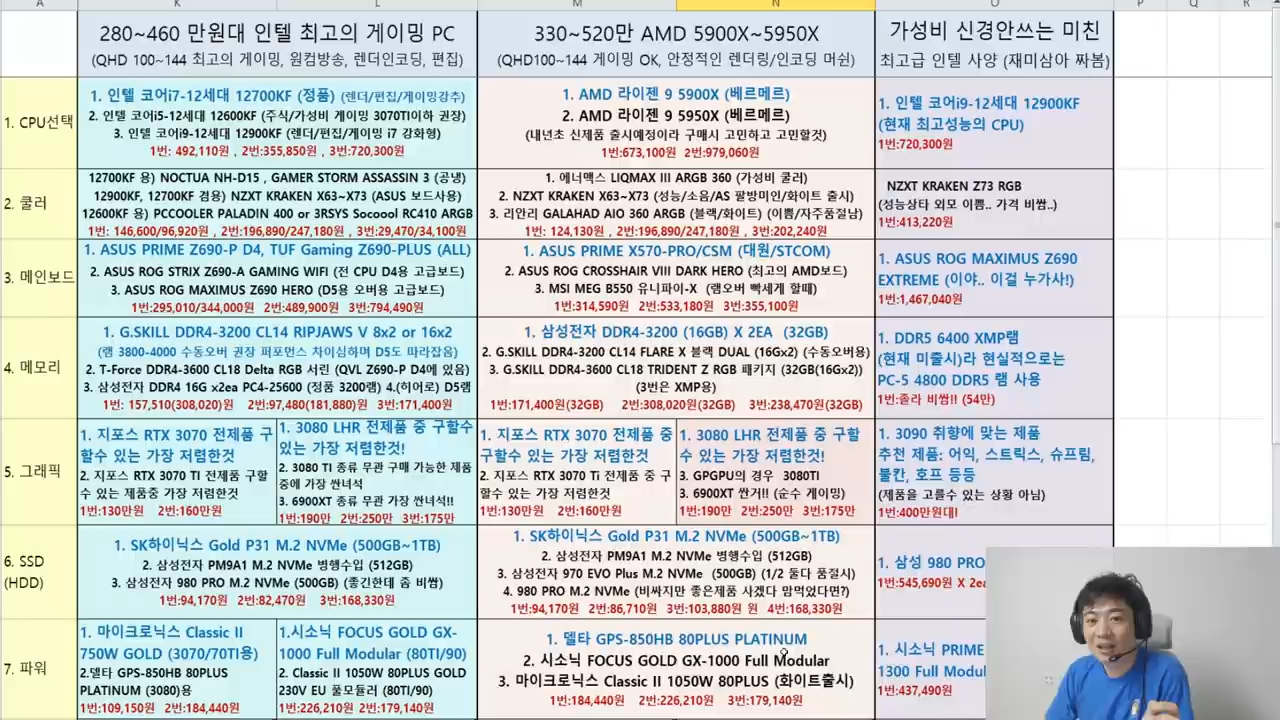 A K L M N O P Q R
280~460 만원대 인텔 최고의 게이밍 PC
(QHD 100~144 최고의 게이밍, 원컴방송, 렌더인코딩, 편집)
330~520만 AMD 5900X~5950X
(QHD100~144 게이밍 OK, 안정적인 렌더링/인코딩 머쉰)
가성비 신경안쓰는 미친
최고급 인텔 사양 (재미삼아 짜봄)
1. CPU선택
1. 인텔 코어i7-12세대 12700KF (정품) (렌더/편집/게이밍강추)
2. 인텔 코어i5-12세대 12600KF (주식/가성비 게이밍 3070TI이하 권장)
3. 인텔 코어i9-12세대 12900KF (렌더/편집/게이밍 i7 강화형)
1번: 492,110원 , 2번:355,850원 , 3번:720,300원
1. AMD 라이젠 9 5900X (베르메르)
2. AMD 라이젠 9 5950X (베르메르)
(내년초 신제품 출시예정이라 구매시 고민하고 고민할것)
1번:673,100원 2번:979,060원
1. 인텔 코어i9-12세대 12900KF
(현재 최고성능의 CPU)
1번:720,300원
2. 쿨러
12700KF 용) NOCTUA NH-D15 , GAMER STORM ASSASSIN 3 (공냉)
12900KF, 12700KF 겸용) NZXT KRAKEN X63~X73 (ASUS 보드사용)
12600KF 용) PCCOOLER PALADIN 400 or 3RSYS Socoool RC410 ARGB
1번: 146,600/96,920원 , 2번:196,890/247,180원 , 3번:29,470/34,100원
1. 에너맥스 LIQMAX III ARGB 360 (가성비 쿨러)
2. NZXT KRAKEN X63~X73 (성능/소음/AS 팔방미인/화이트 출시)
3. 리안리 GALAHAD AIO 360 ARGB (블랙/화이트) (이쁨/자주품절남)
1번: 124,130원 , 2번:196,890/247,180원 , 3번:202,240원
NZXT KRAKEN Z73 RGB
(성능상타 외모 이쁨.. 가격 비쌈..)
1번:413,220원
3. 메인보드
1. ASUS PRIME Z690-P D4, TUF Gaming Z690-PLUS (ALL)
2. ASUS ROG STRIX Z690-A GAMING WIFI (전 CPU D4용 고급보드)
3. ASUS ROG MAXIMUS Z690 HERO (D5용 오버용 고급보드)
1번:295,010/344,000원 2번:489,900원 3번:794,490원
1. ASUS PRIME X570-PRO/CSM (대원/STCOM)
2. ASUS ROG CROSSHAIR VIII DARK HERO (최고의 AMD보드)
3. MSI MEG B550 유니파이-X (램오버 빡세게 할때)
1번:314,590원 2번:533,180원 3번:355,100원
1. ASUS ROG MAXIMUS Z690
EXTREME (이야.. 이걸 누가사!)
1번:1,467,040원
4. 메모리
1. G.SKILL DDR4-3200 CL14 RIPJAWS V 8x2 or 16x2
(램 3800-4000 수동오버 권장 퍼포먼스 차이심하며 D5도 따라잡음)
2. T-Force DDR4-3600 CL18 Delta RGB 서린 (QVL Z690-P D4에 있음)
3. 삼성전자 DDR4 16G x2ea PC4-25600 (정품 3200램) 4.(허어로) D5램
1번: 157,510(308,020)원 2번:97,480(181,880)원 3번:171,400원
1. 삼성전자 DDR4-3200 (16GB) X 2EA (32GB)
2. G.SKILL DDR4-3200 CL14 FLARE X 블랙 DUAL (16Gx2) (수동오버용)
3. G.SKILL DDR4-3600 CL18 TRIDENT Z RGB 패키지 (32GB(16Gx2))
(3번은 XMP용)
1번:171,400원(32GB) 2번:308,020원(32GB) 3번:238,470원(32GB)
1. DDR5 6400 XMP램
(현재 미출시)라 현실적으로는
PC-5 4800 DDR5 램 사용
1번:졸라 비쌈!! (54만)
5. 그래픽
1. 지포스 RTX 3070 전제품 구
할수 있는 가장 저렴한것
2. 지포스 RTX 3070 TI 전제품 구할
수 있는 제품중 가장 저렴한것
1번:130만원 2번:160만원
1. 3080 LHR 전제품 중 구할수
있는 가장 저렴한것!
2. 3080 TI 종류 무관 구매 가능한 제품
중에 가장 싼녀석
3. 6900XT 종류 무관 가장 싼녀석!!
1번:190만 2번:250만 3번:175만
1. 지포스 RTX 3070 전제품 중
구할수 있는 가장 저렴한것
2. 지포스 RTX 3070 Ti 전제품 중 구
할수 있는 가장 저렴한것
1번:130만원 2번:160만원
1. 3080 LHR 전제품 중 구할
수 있는 가장 저렴한것
3. GPGPU의 경우 3080TI
3. 6900XT 싼거!! (순수 게이밍)
1번:190만 2번:250만 3번:175만
1. 3090 취향에 맞는 제품
추천 제품: 어익, 스트릭스, 슈프림,
불칸, 호프 등등
(제품을 고를수 있는 상황 아님)
1번:400만원대!
6. SSD
(HDD)
1. SK하이닉스 Gold P31 M.2 NVMe (500GB~1TB)
2. 삼성전자 PM9A1 M.2 NVMe 병행수입 (512GB)
3. 삼성전자 980 PRO M.2 NVMe (500GB) (좋긴한데 좀 비쌈)
1번:94,170원 2번:82,470원 3번:168,330원
1. SK하이닉스 Gold P31 M.2 NVMe (500GB~1TB)
2. 삼성전자 PM9A1 M.2 NVMe 병행수입 (512GB)
3. 삼성전자 970 EVO Plus M.2 NVMe (500GB) (1/2 둘다 품절시)
4. 980 PRO M.2 NVMe (비싸지만 좋은제품 사겠다 맘먹었다면?)
1번:94,170원 2번:86,710원 3번:103,880원 원 4번:168,330원
1. 삼성 980 PRO
1번:545,690원 X 2ea
7. 파워
1. 마이크로닉스 Classic II
750W GOLD (3070/70TI용)
2.델타 GPS-850HB 80PLUS
PLATINUM (3080)용
1번:109,150원 2번:184,440원
1.시소닉 FOCUS GOLD GX-
1000 Full Modular (80TI/90)
2. Classic II 1050W 80PLUS GOLD
230V EU 풀모듈러 (80TI/90)
1번:226,210원 2번:179,140원
1. 델타 GPS-850HB 80PLUS PLATINUM
2. 시소닉 FOCUS GOLD GX-1000 Full Modular
3. 마이크로닉스 Classic II 1050W 80PLUS (화이트출시)
1번:184,440원 2번:226,210원 3번:179,140원
1. 시소닉 PRIME
1300 Full Modul
1번:437,490원